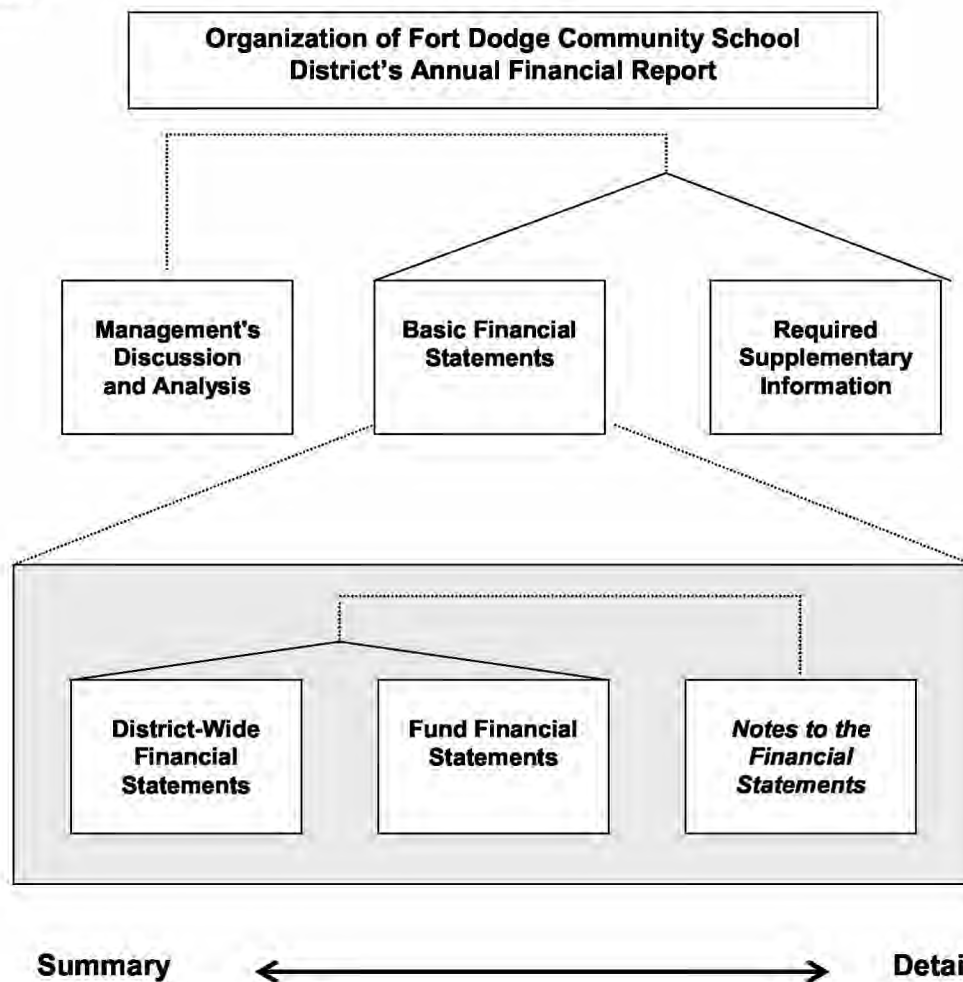 Organization of Fort Dodge Community School
District's Annual Financial Report
Management's
Discussion
and Analysis
Basic Financial
Statements
Required
Supplementary
Information
District-Wide
Financial
Statements
Fund Financial
Statements
Notes to the
Financial
Statements
Summary
Detai